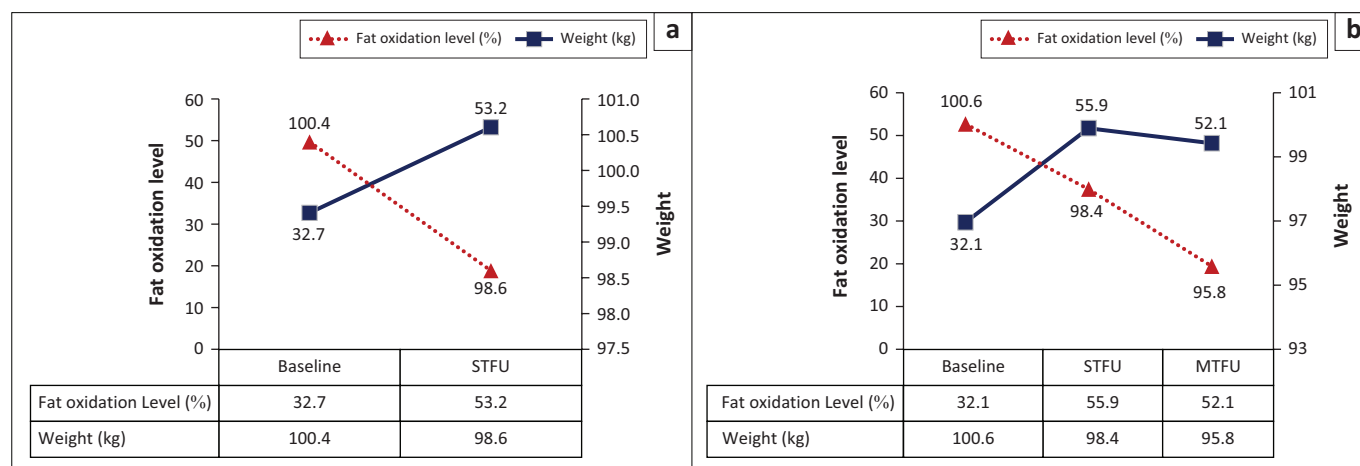 a
Fat oxidation level (%) Weight (kg)
60 101.0
50 100.5
40 100.0
30 99.5
20 99.0
10 98.5
0 98.0
97.5
Fat oxidation level
Weight
100.4 53.2
32.7 98.6
Baseline STFU
Fat oxidation Level (%) 32.7 53.2
Weight (kg) 100.4 98.6
b
Fat oxidation level (%) Weight (kg)
60 101
50 99
40 97
30 95
20 93
10
0
Fat oxidation level
Weight
100.6 55.9 52.1
32.1 98.4 95.8
Baseline STFU MTFU
Fat oxidation Level (%) 32.1 55.9 52.1
Weight (kg) 100.6 98.4 95.8